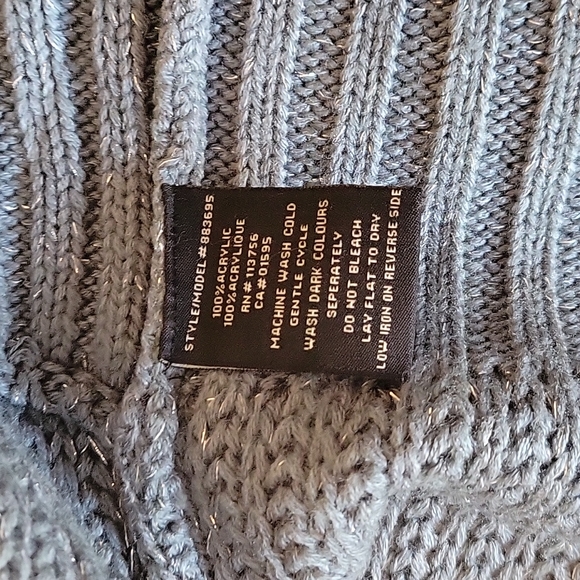 STYLE/MODEL# 883695
100%ACRYLIC
100%ACRYLIQUE
RN# 113756
CA#01595
MACHINE WASH COLD
GENTLE CYCLE
WASH DARK COLOURS
SEPERATELY
DO NOT BLEACH
LAY FLAT TO DRY
LOW IRON ON REVERSE SIDE